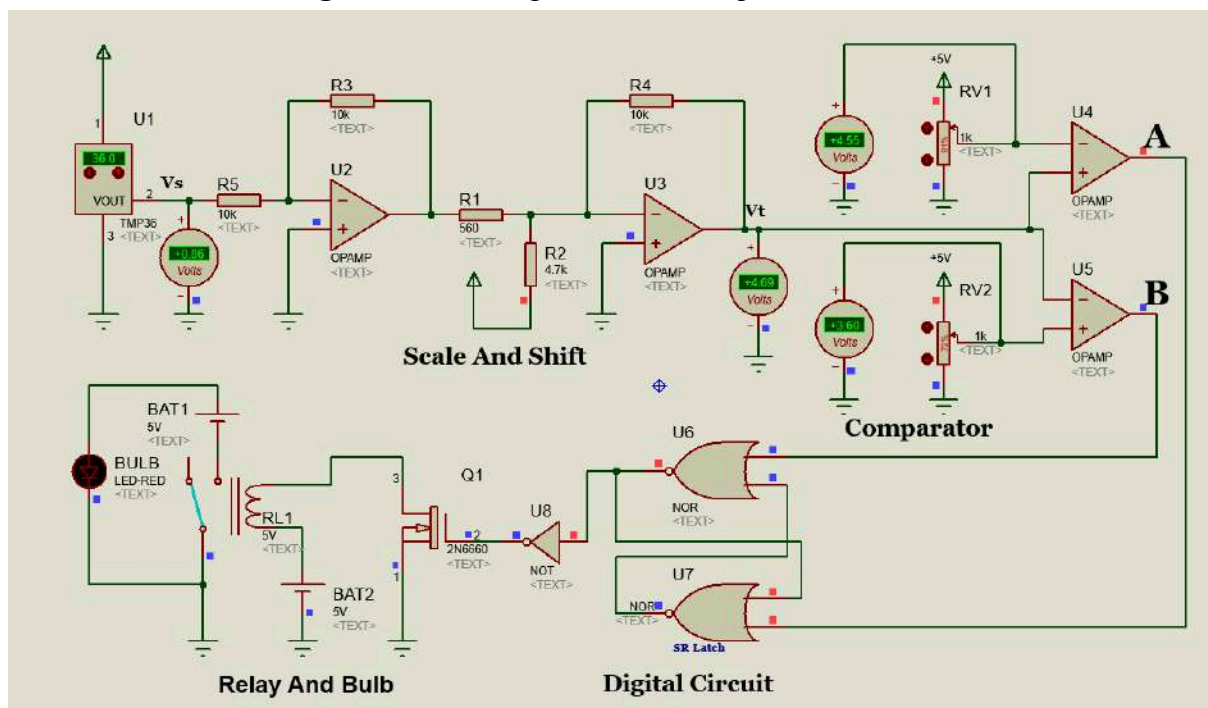 R3
10k
<TEXT>
R4
10k
<TEXT>
+5V
RV1
U4
A
1
U1
36.0
VOUT
2
3
TMP36
<TEXT>
Vs
R5
10k
<TEXT>
+0.86
Volts
U2
OPAMP
<TEXT>
R1
560
<TEXT>
R2
4.7k
<TEXT>
U3
OPAMP
<TEXT>
Vt
+4.69
Volts
+4.55
Volts
91%
1k
<TEXT>
OPAMP
<TEXT>
+5V
RV2
U5
B
+3.60
Volts
1k
<TEXT>
OPAMP
<TEXT>
Scale And Shift
Comparator
BAT1
5V
<TEXT>
BULB
LED-RED
<TEXT>
RL1
5V
<TEXT>
BAT2
5V
<TEXT>
Q1
3
2
1
2N6660
<TEXT>
U8
NOT
<TEXT>
U6
NOR
<TEXT>
U7
NOR
<TEXT>
SR Latch
Relay And Bulb
Digital Circuit